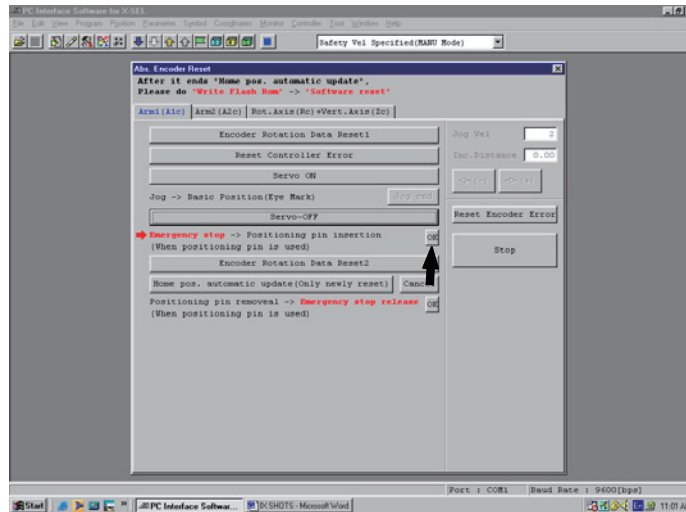 PC Interface Software for X-SEL
File Edit View Program Position Parameter Symbol Coordinates Monitor Controller Tool Window Help
Safety Vel Specified(MANU Mode)
Abs. Encoder Reset
After it ends "Home pos. automatic update",
Please do "Write Flash Rom" -> "Software reset"
Arm1(A1c) Arm2(A2c) Rot.Axis(Rc)+Vert.Axis(Zc)
Encoder Rotation Data Reset1
Reset Controller Error
Servo ON
Jog -> Basic Position(Eye Mark) Jog end
Servo-OFF
Emergency stop -> Positioning pin insertion OK
(When positioning pin is used)
Encoder Rotation Data Reset2
Home pos. automatic update(Only newly reset)
Positioning pin removeal -> Emergency stop release OK
(When positioning pin is used)
Jog Vel 2
Inc.Distance 0.00
Reset Encoder Error
Stop
Port : COM1 Baud Rate : 9600[bps]
Start PC Interface Softwar... IX SHOTS - Microsoft Word 11:01 A